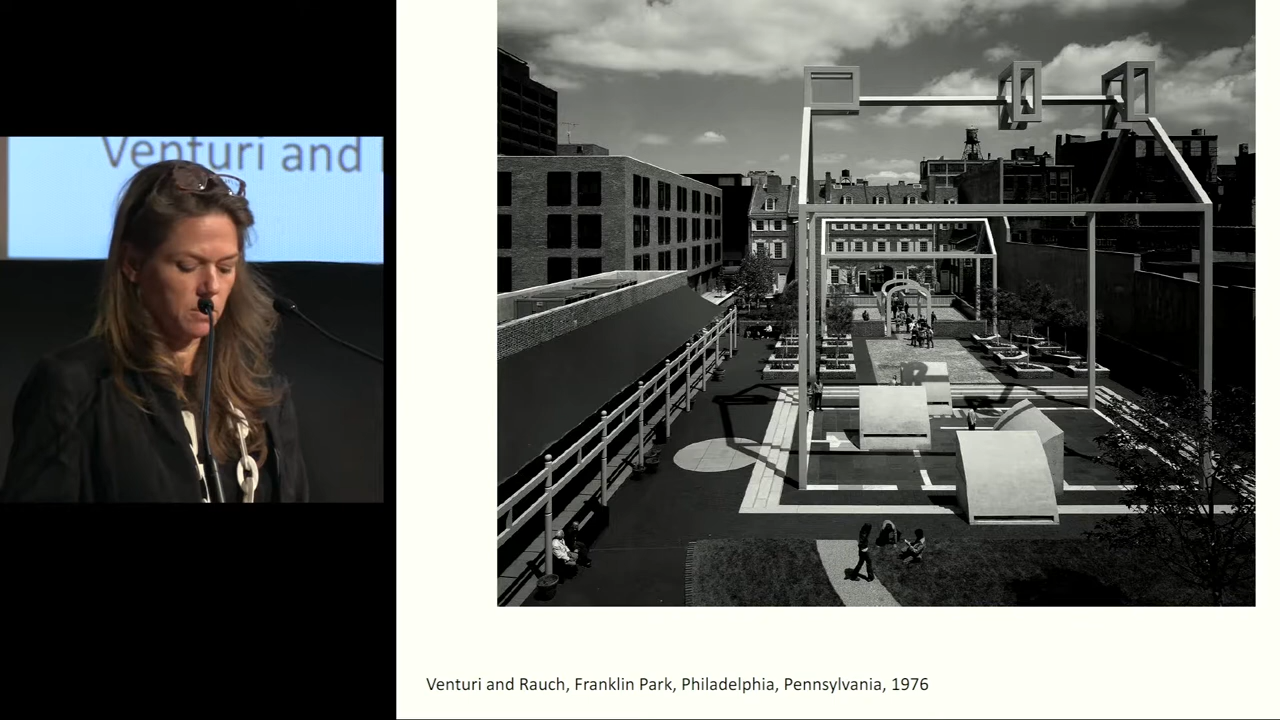 Venturi and
Venturi and Rauch, Franklin Park, Philadelphia, Pennsylvania, 1976